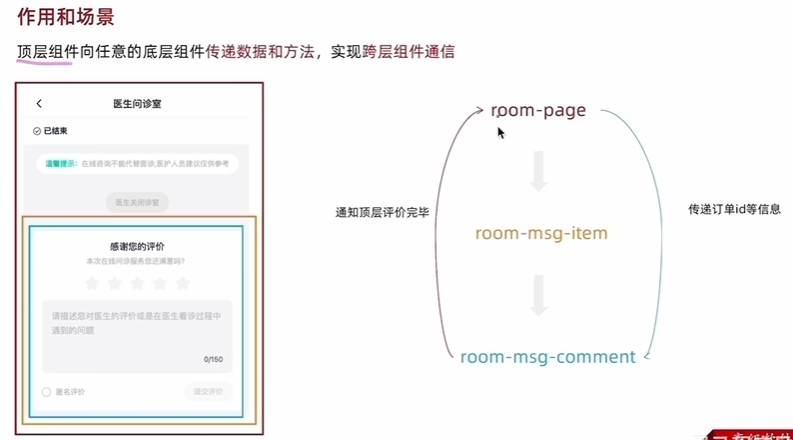 作用和场景
顶层组件向任意的底层组件传递数据和方法，实现跨层组件通信
医生问诊室
已结束
温馨提示：在线咨询不能代替面诊,医护人员建议仅供参考
医生关闭诊室
感谢您的评价
本次在线问诊服务您还满意吗?
请描述您对医生的评价或是在医生看诊过程中
遇到的问题
0/150
匿名评价
提交评价
room-page
通知顶层评价完毕
传递订单id等信息
room-msg-item
room-msg-comment